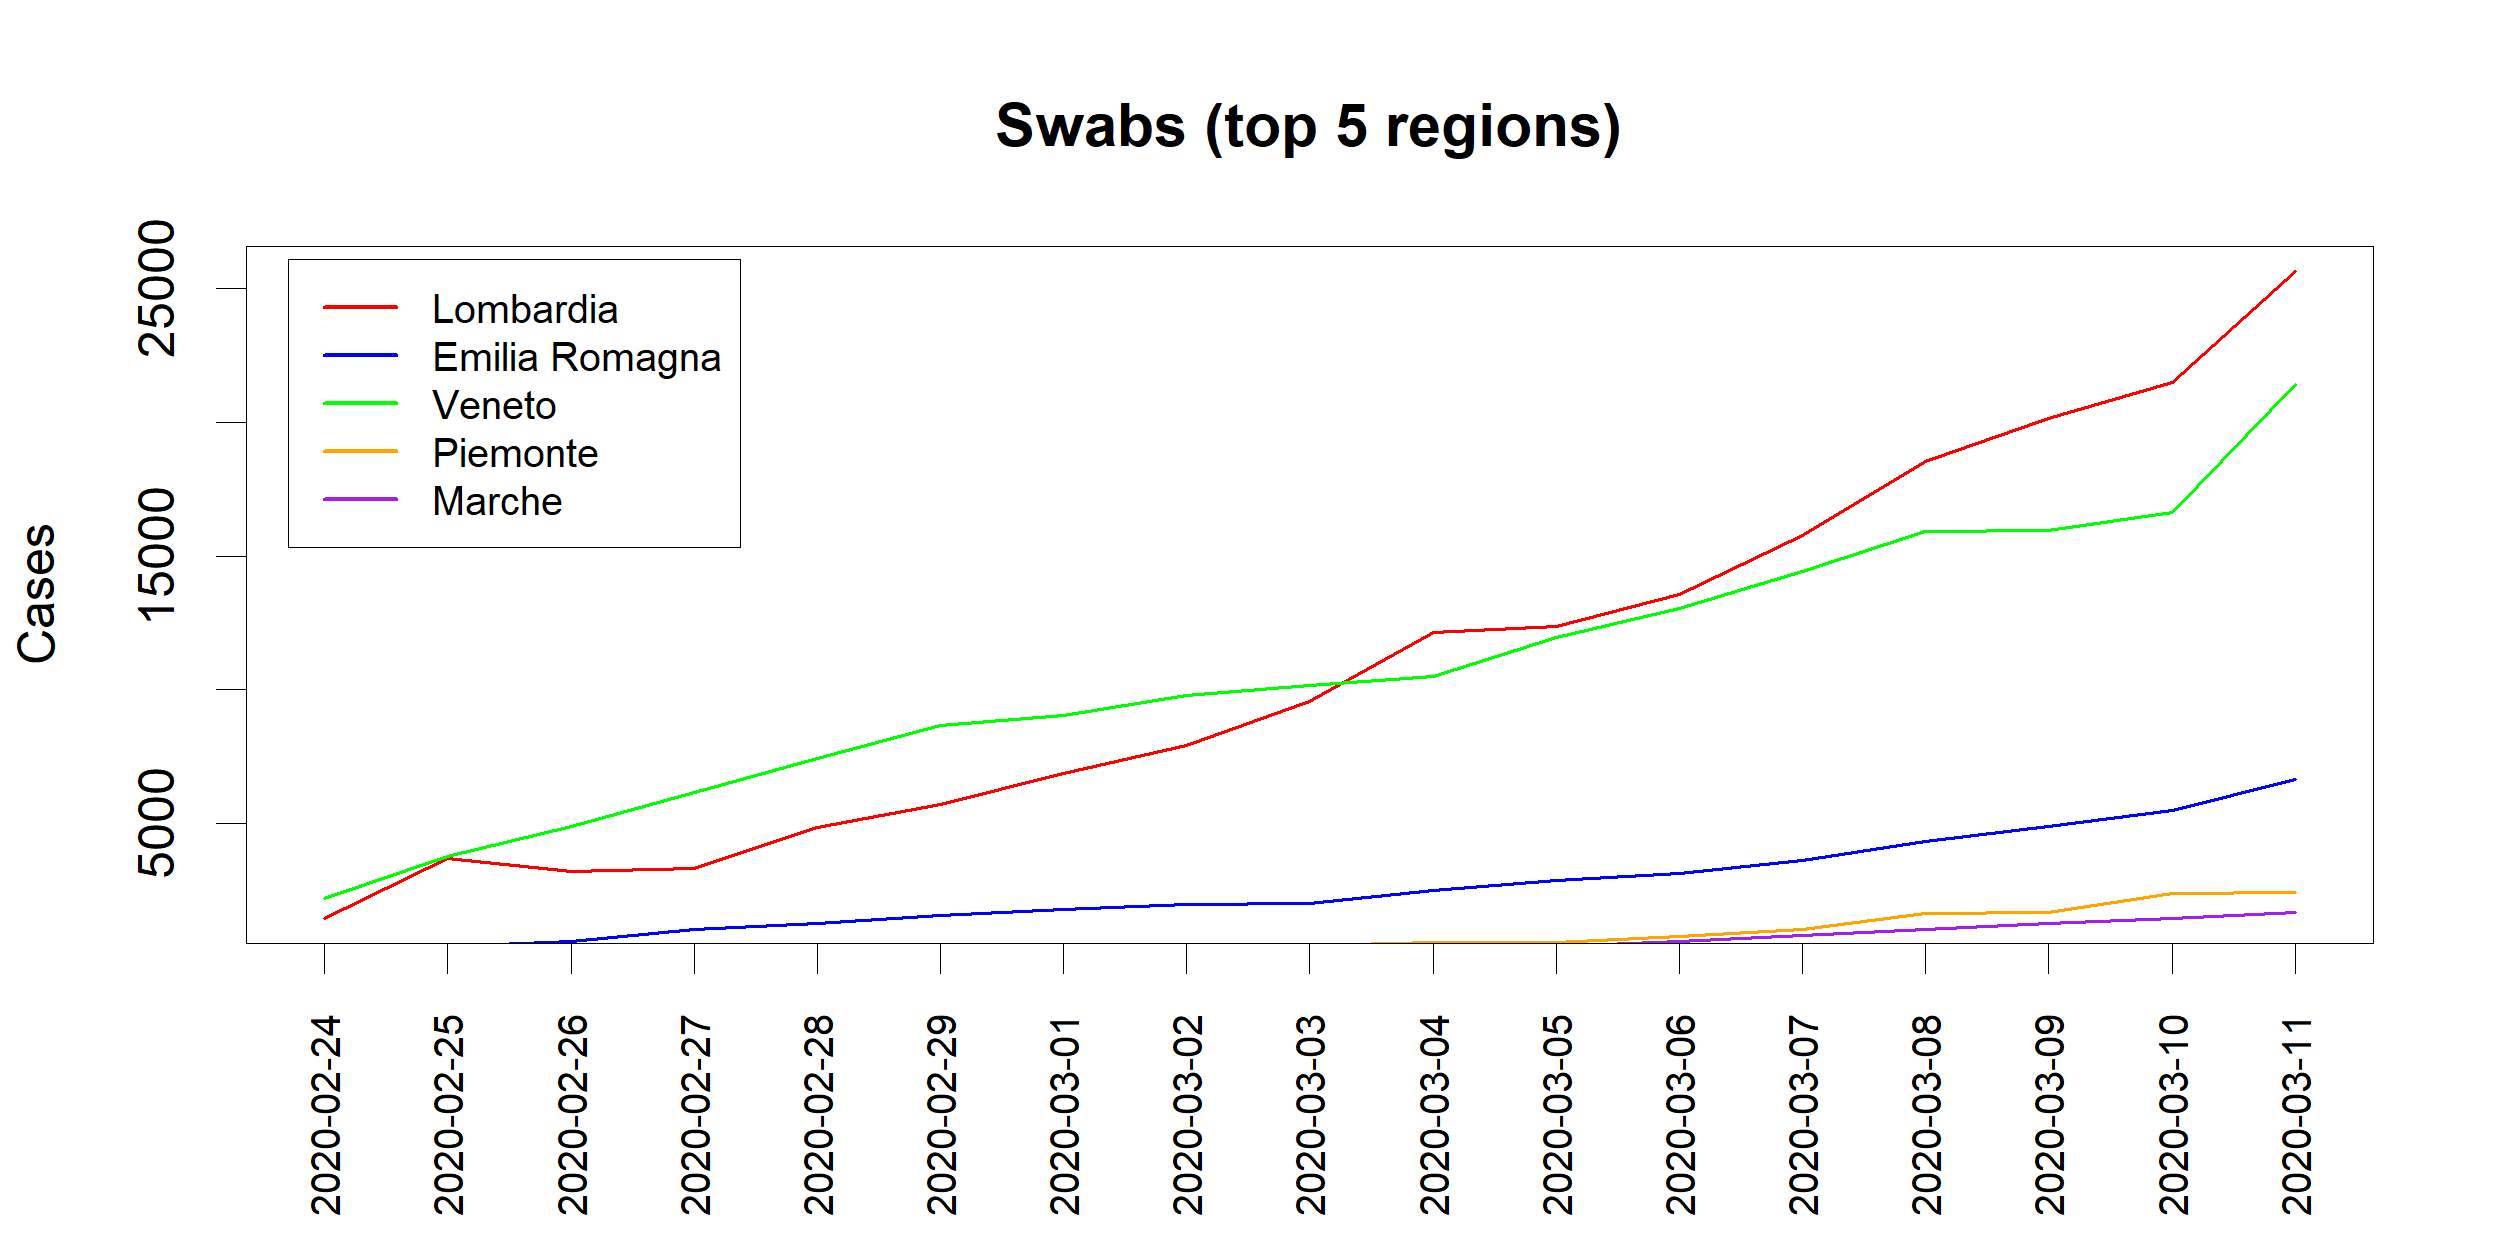 Swabs (top 5 regions)
Cases
25000
15000
5000
Lombardia
Emilia Romagna
Veneto
Piemonte
Marche
2020-02-24
2020-02-25
2020-02-26
2020-02-27
2020-02-28
2020-02-29
2020-03-01
2020-03-02
2020-03-03
2020-03-04
2020-03-05
2020-03-06
2020-03-07
2020-03-08
2020-03-09
2020-03-10
2020-03-11